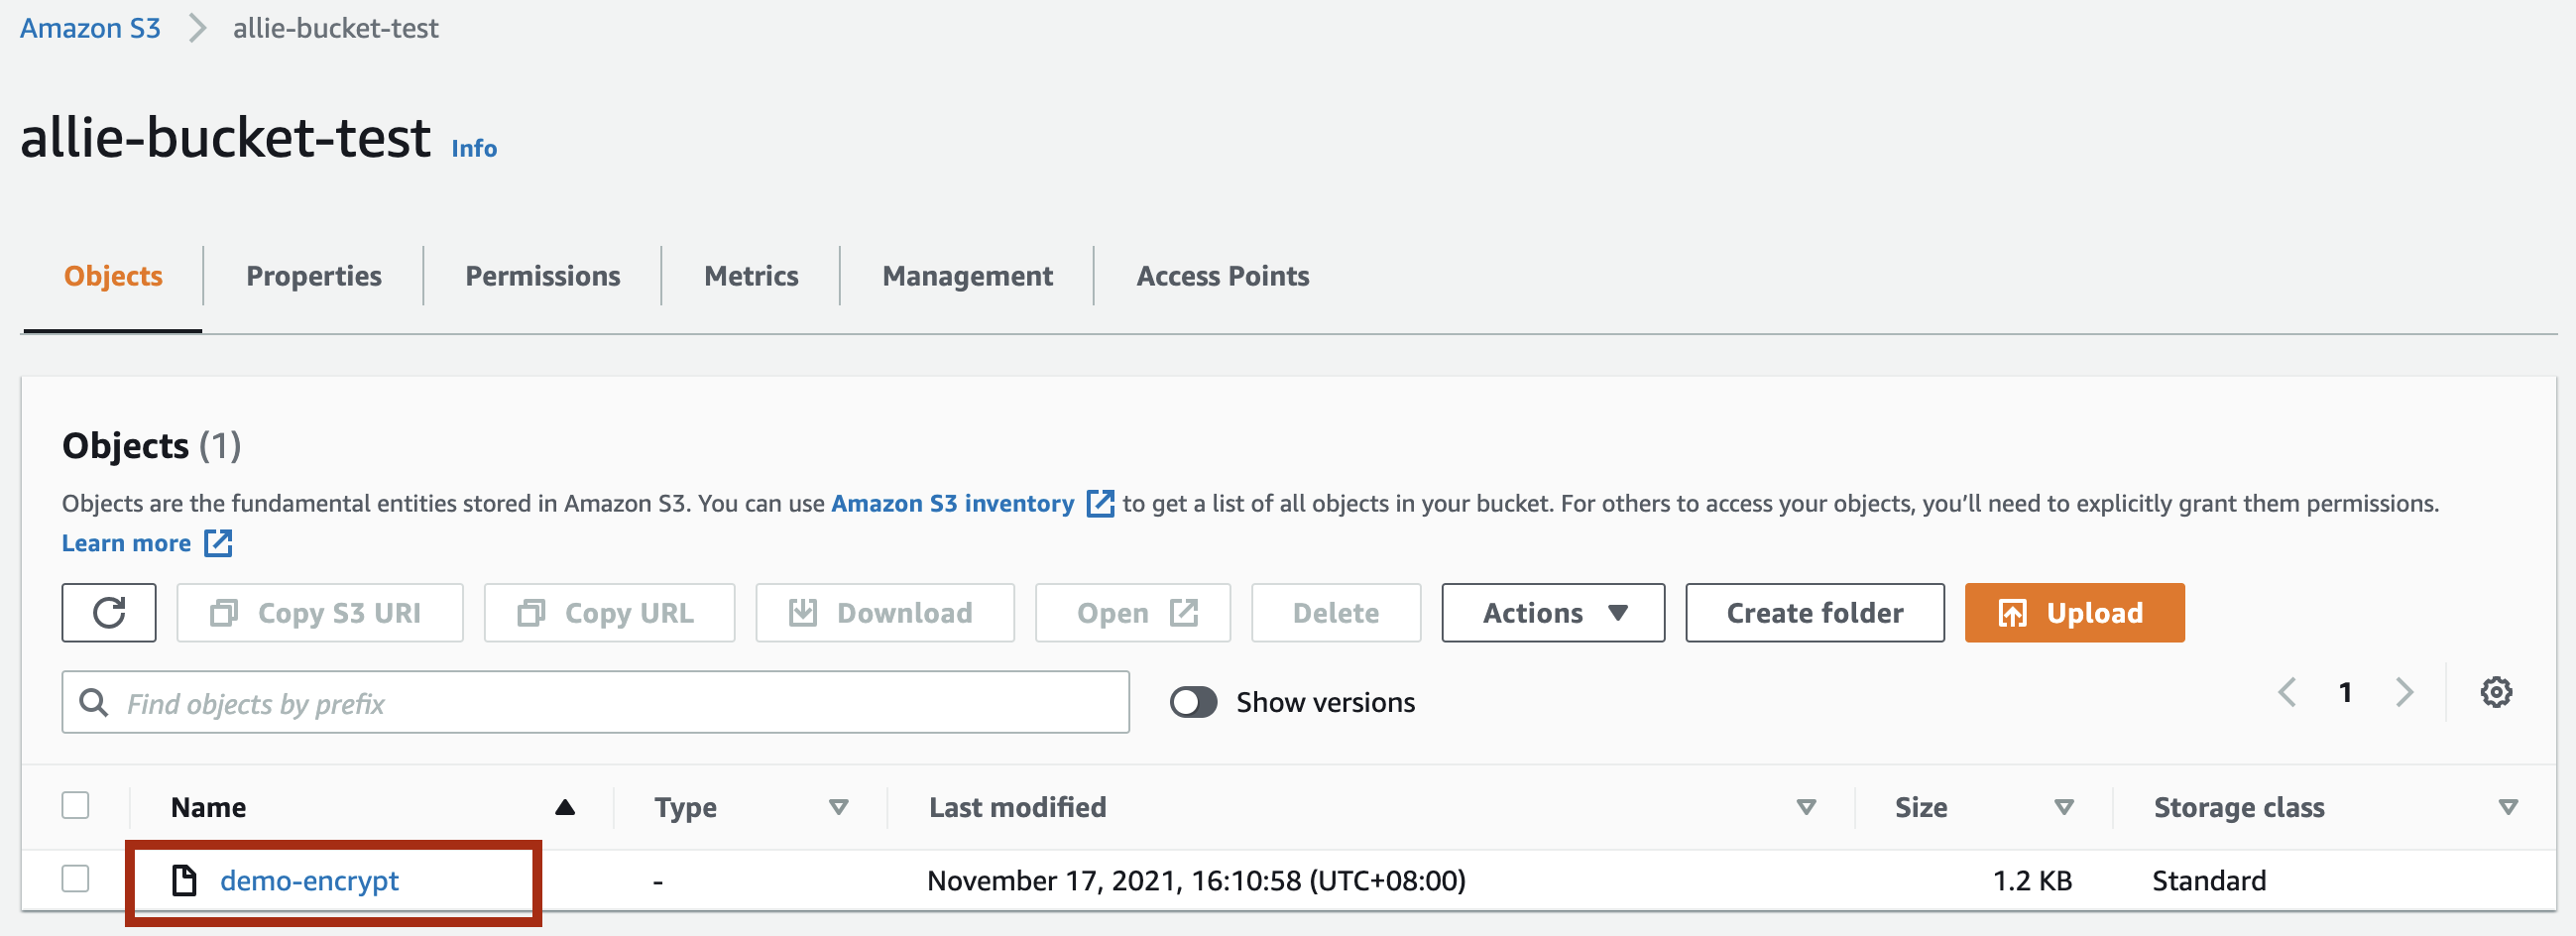 Amazon S3 > allie-bucket-test
allie-bucket-test Info
Objects Properties Permissions Metrics Management Access Points
Objects (1)
Objects are the fundamental entities stored in Amazon S3. You can use Amazon S3 inventory to get a list of all objects in your bucket. For others to access your objects, you’ll need to explicitly grant them permissions.
Learn more
Copy S3 URI Copy URL Download Open Delete Actions Create folder Upload
Find objects by prefix Show versions 1
Name Type Last modified Size Storage class
demo-encrypt - November 17, 2021, 16:10:58 (UTC+08:00) 1.2 KB Standard